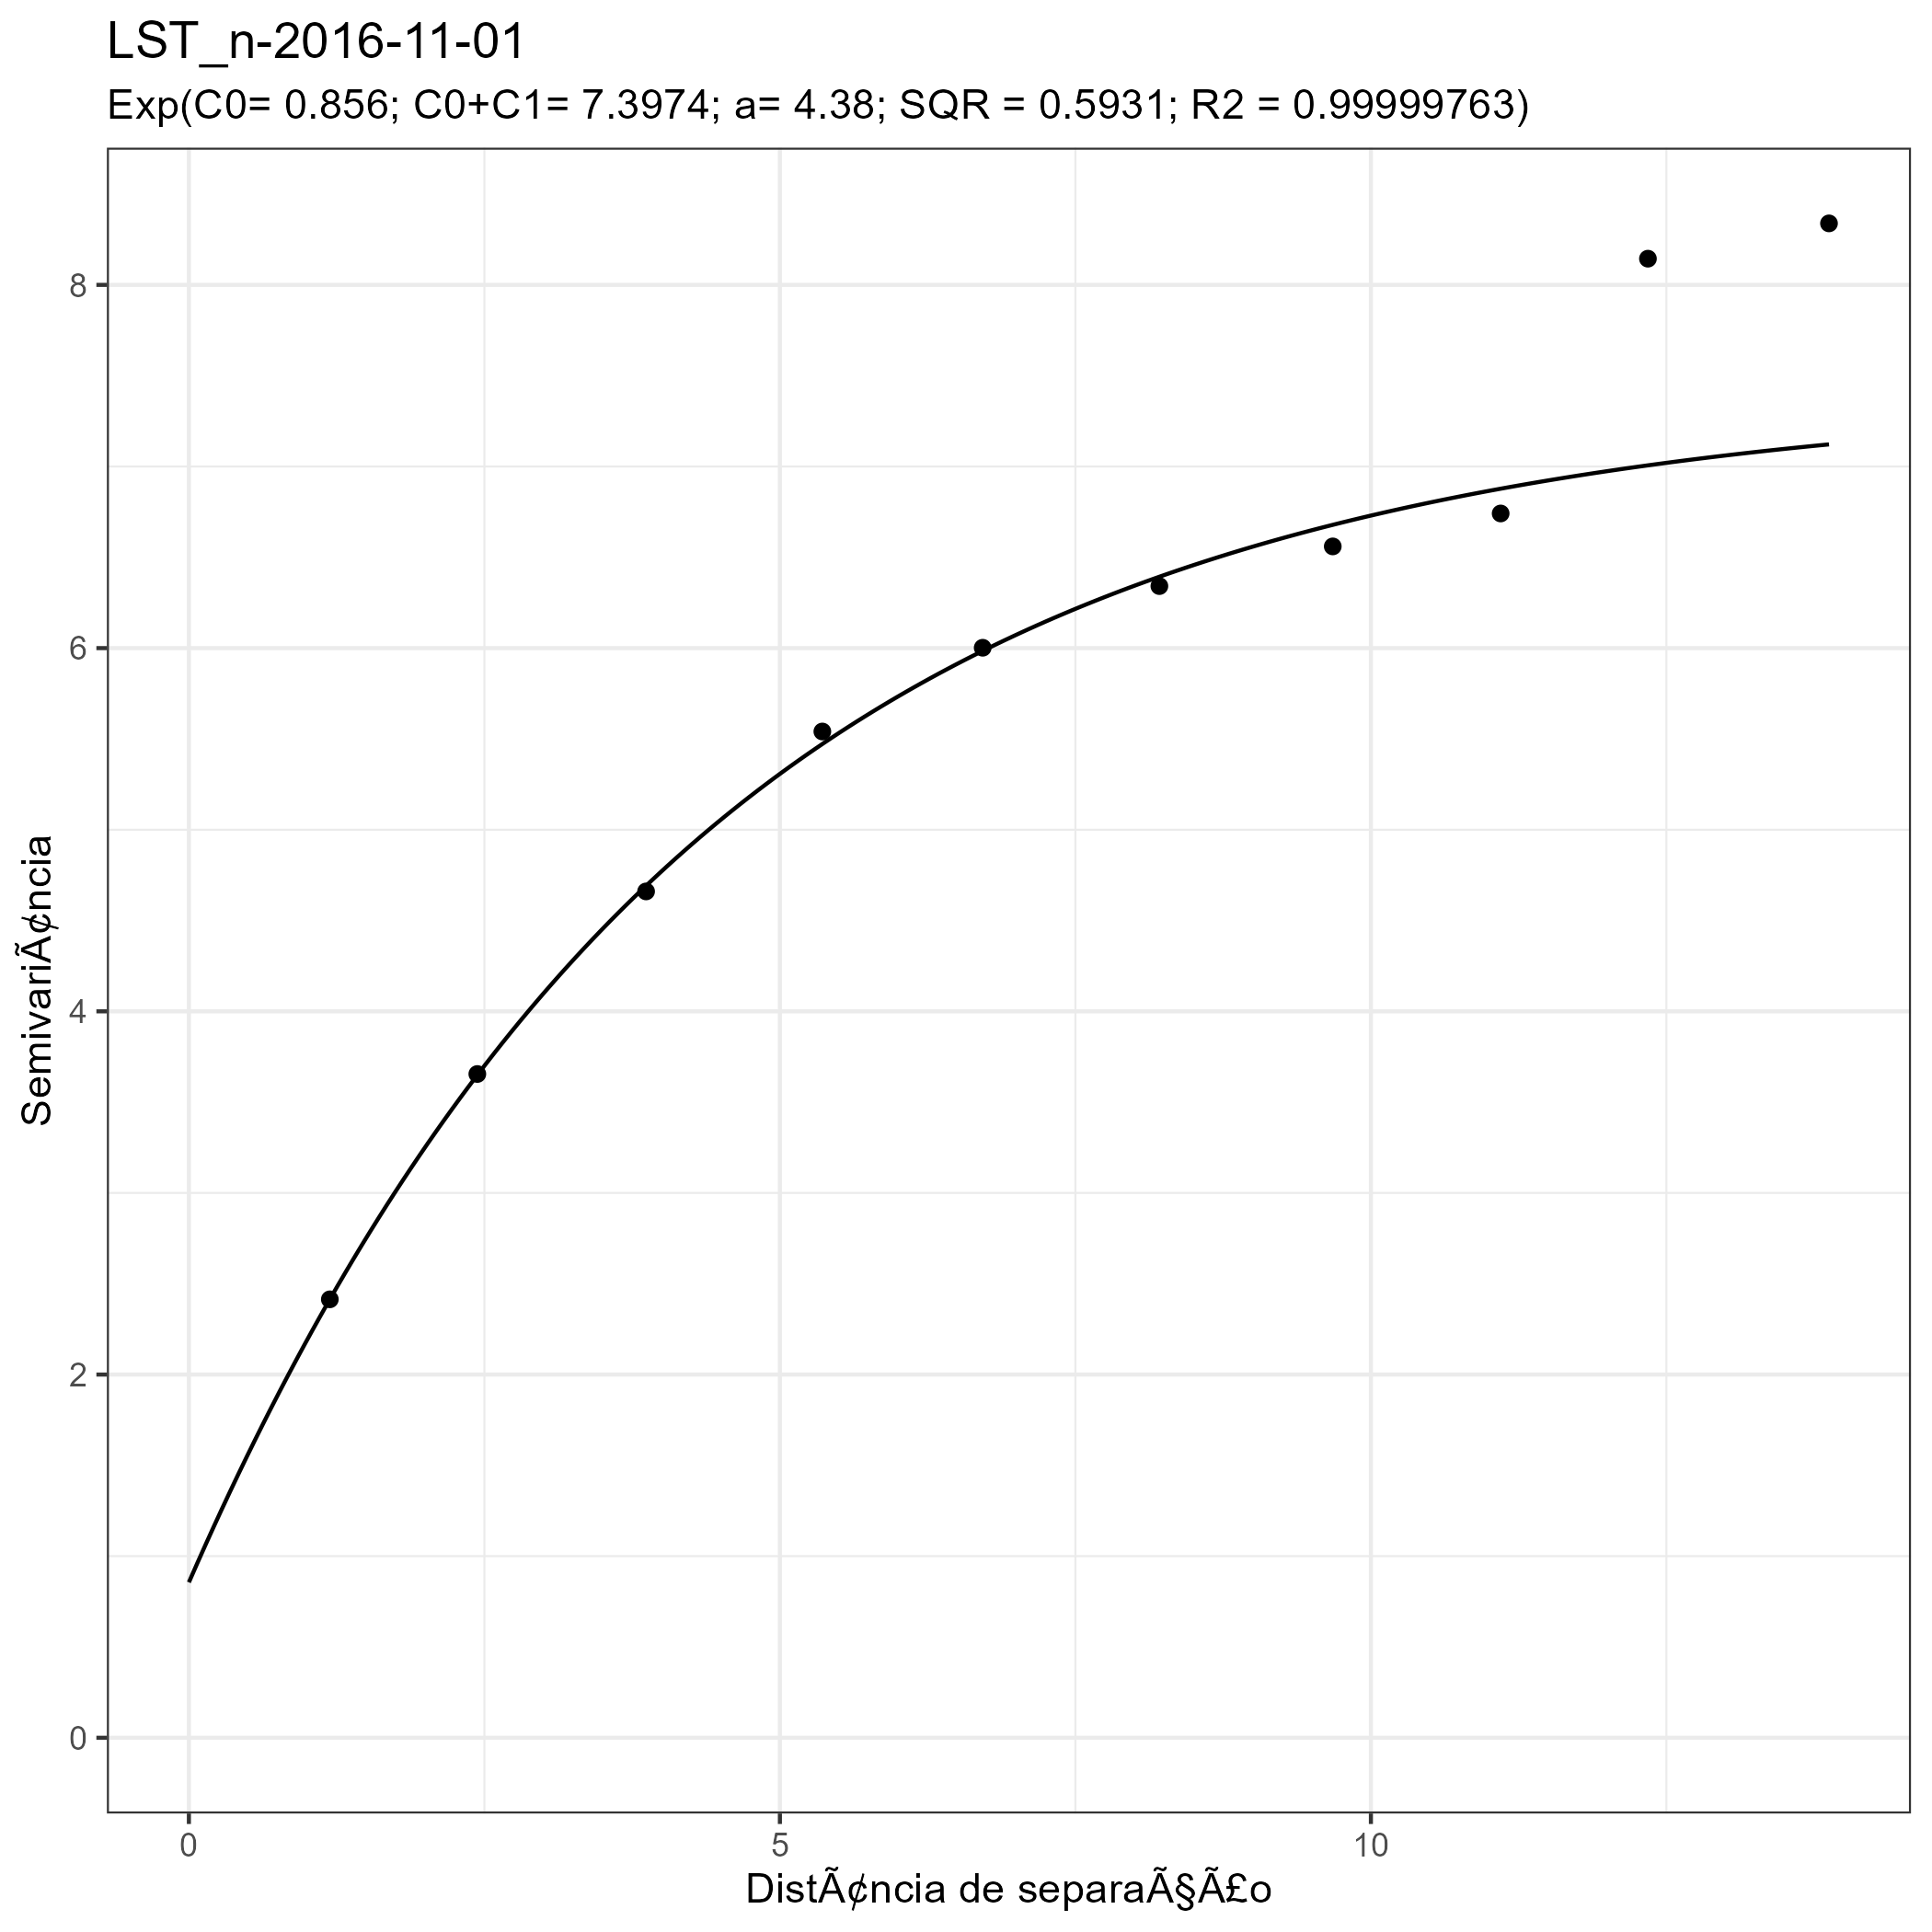 LST_n-2016-11-01
Exp(C0= 0.856; C0+C1= 7.3974; a= 4.38; SQR = 0.5931; R2 = 0.99999763)
SemivariÃ¢ncia
8
6
4
2
0
0 5 10
DistÃ¢ncia de separaÃ§Ã£o